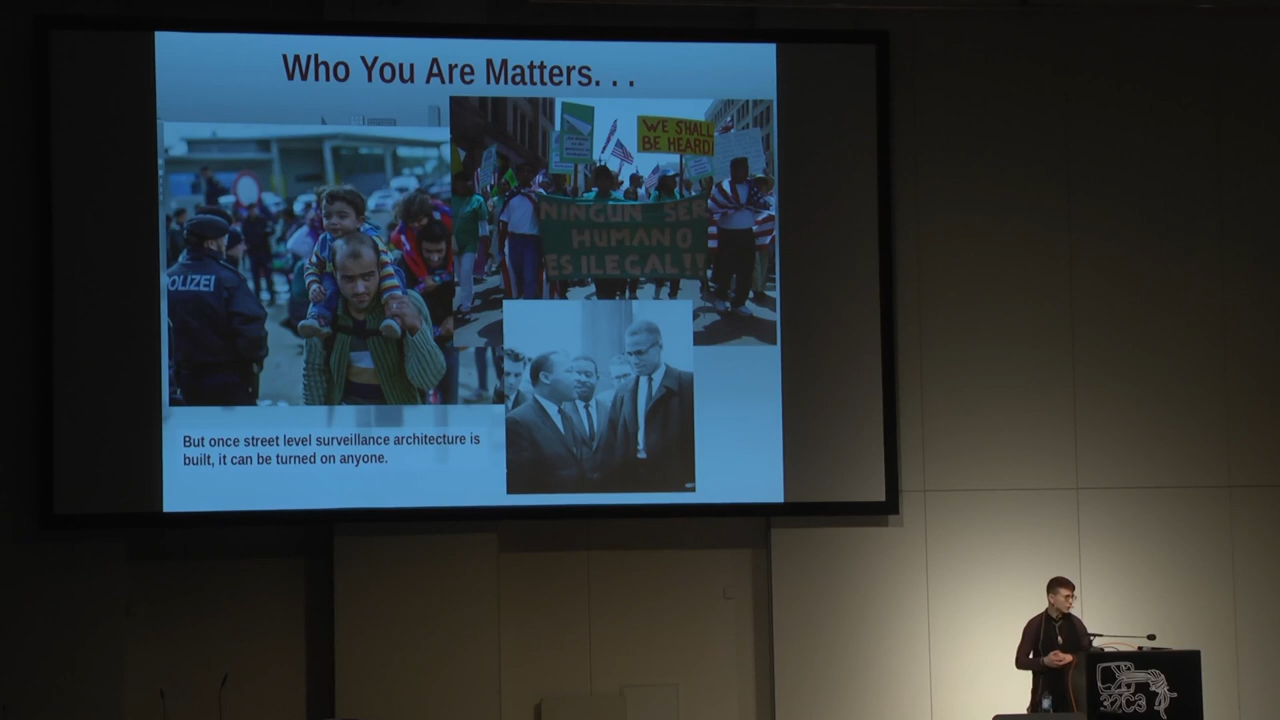 Who You Are Matters. . .
WE SHALL
BE HEARD!
POLIZEI
NINGUN SER
HUMANO
ES ILEGAL!!
But once street level surveillance architecture is
built, it can be turned on anyone.
32C3